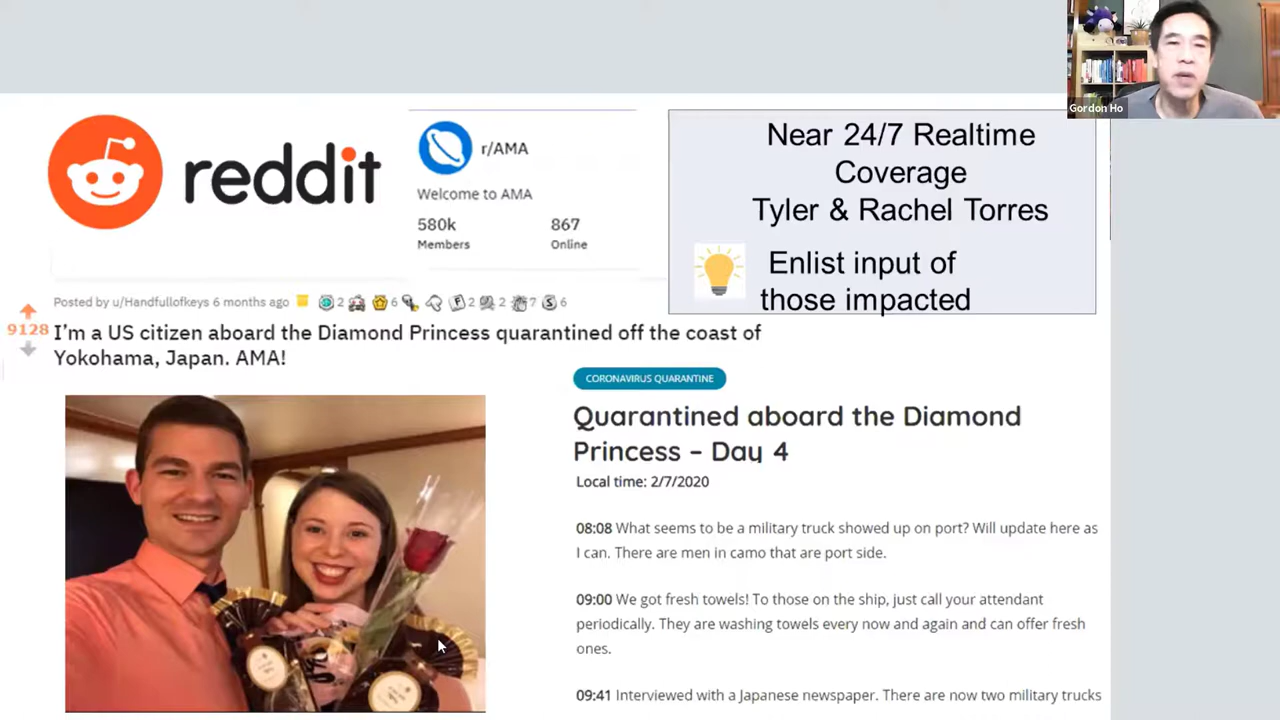 Gordon Ho
reddit
r/AMA
Welcome to AMA
580k
867
Members
Online
Near 24/7 Realtime
Coverage
Tyler & Rachel Torres
Enlist input of
those impacted
Posted by u/Handfullofkeys 6 months ago
2
6
2
2
7
6
9128
I'm a US citizen aboard the Diamond Princess quarantined off the coast of
Yokohama, Japan. AMA!
CORONAVIRUS QUARANTINE
Quarantined aboard the Diamond
Princess – Day 4
Local time: 2/7/2020
08:08 What seems to be a military truck showed up on port? Will update here as
I can. There are men in camo that are port side.
09:00 We got fresh towels! To those on the ship, just call your attendant
periodically. They are washing towels every now and again and can offer fresh
ones.
09:41 Interviewed with a Japanese newspaper. There are now two military trucks